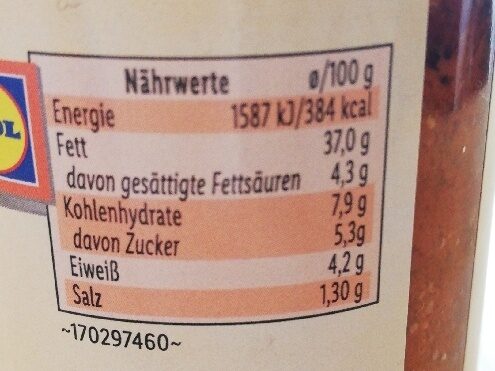 Nährwerte ø/100 g
Energie 1587 kJ/384 kcal
Fett 37,0 g
davon gesättigte Fettsäuren 4,3 g
Kohlenhydrate 7,9 g
davon Zucker 5,3g
Eiweiß 4,2 g
Salz 1,30 g
~170297460~